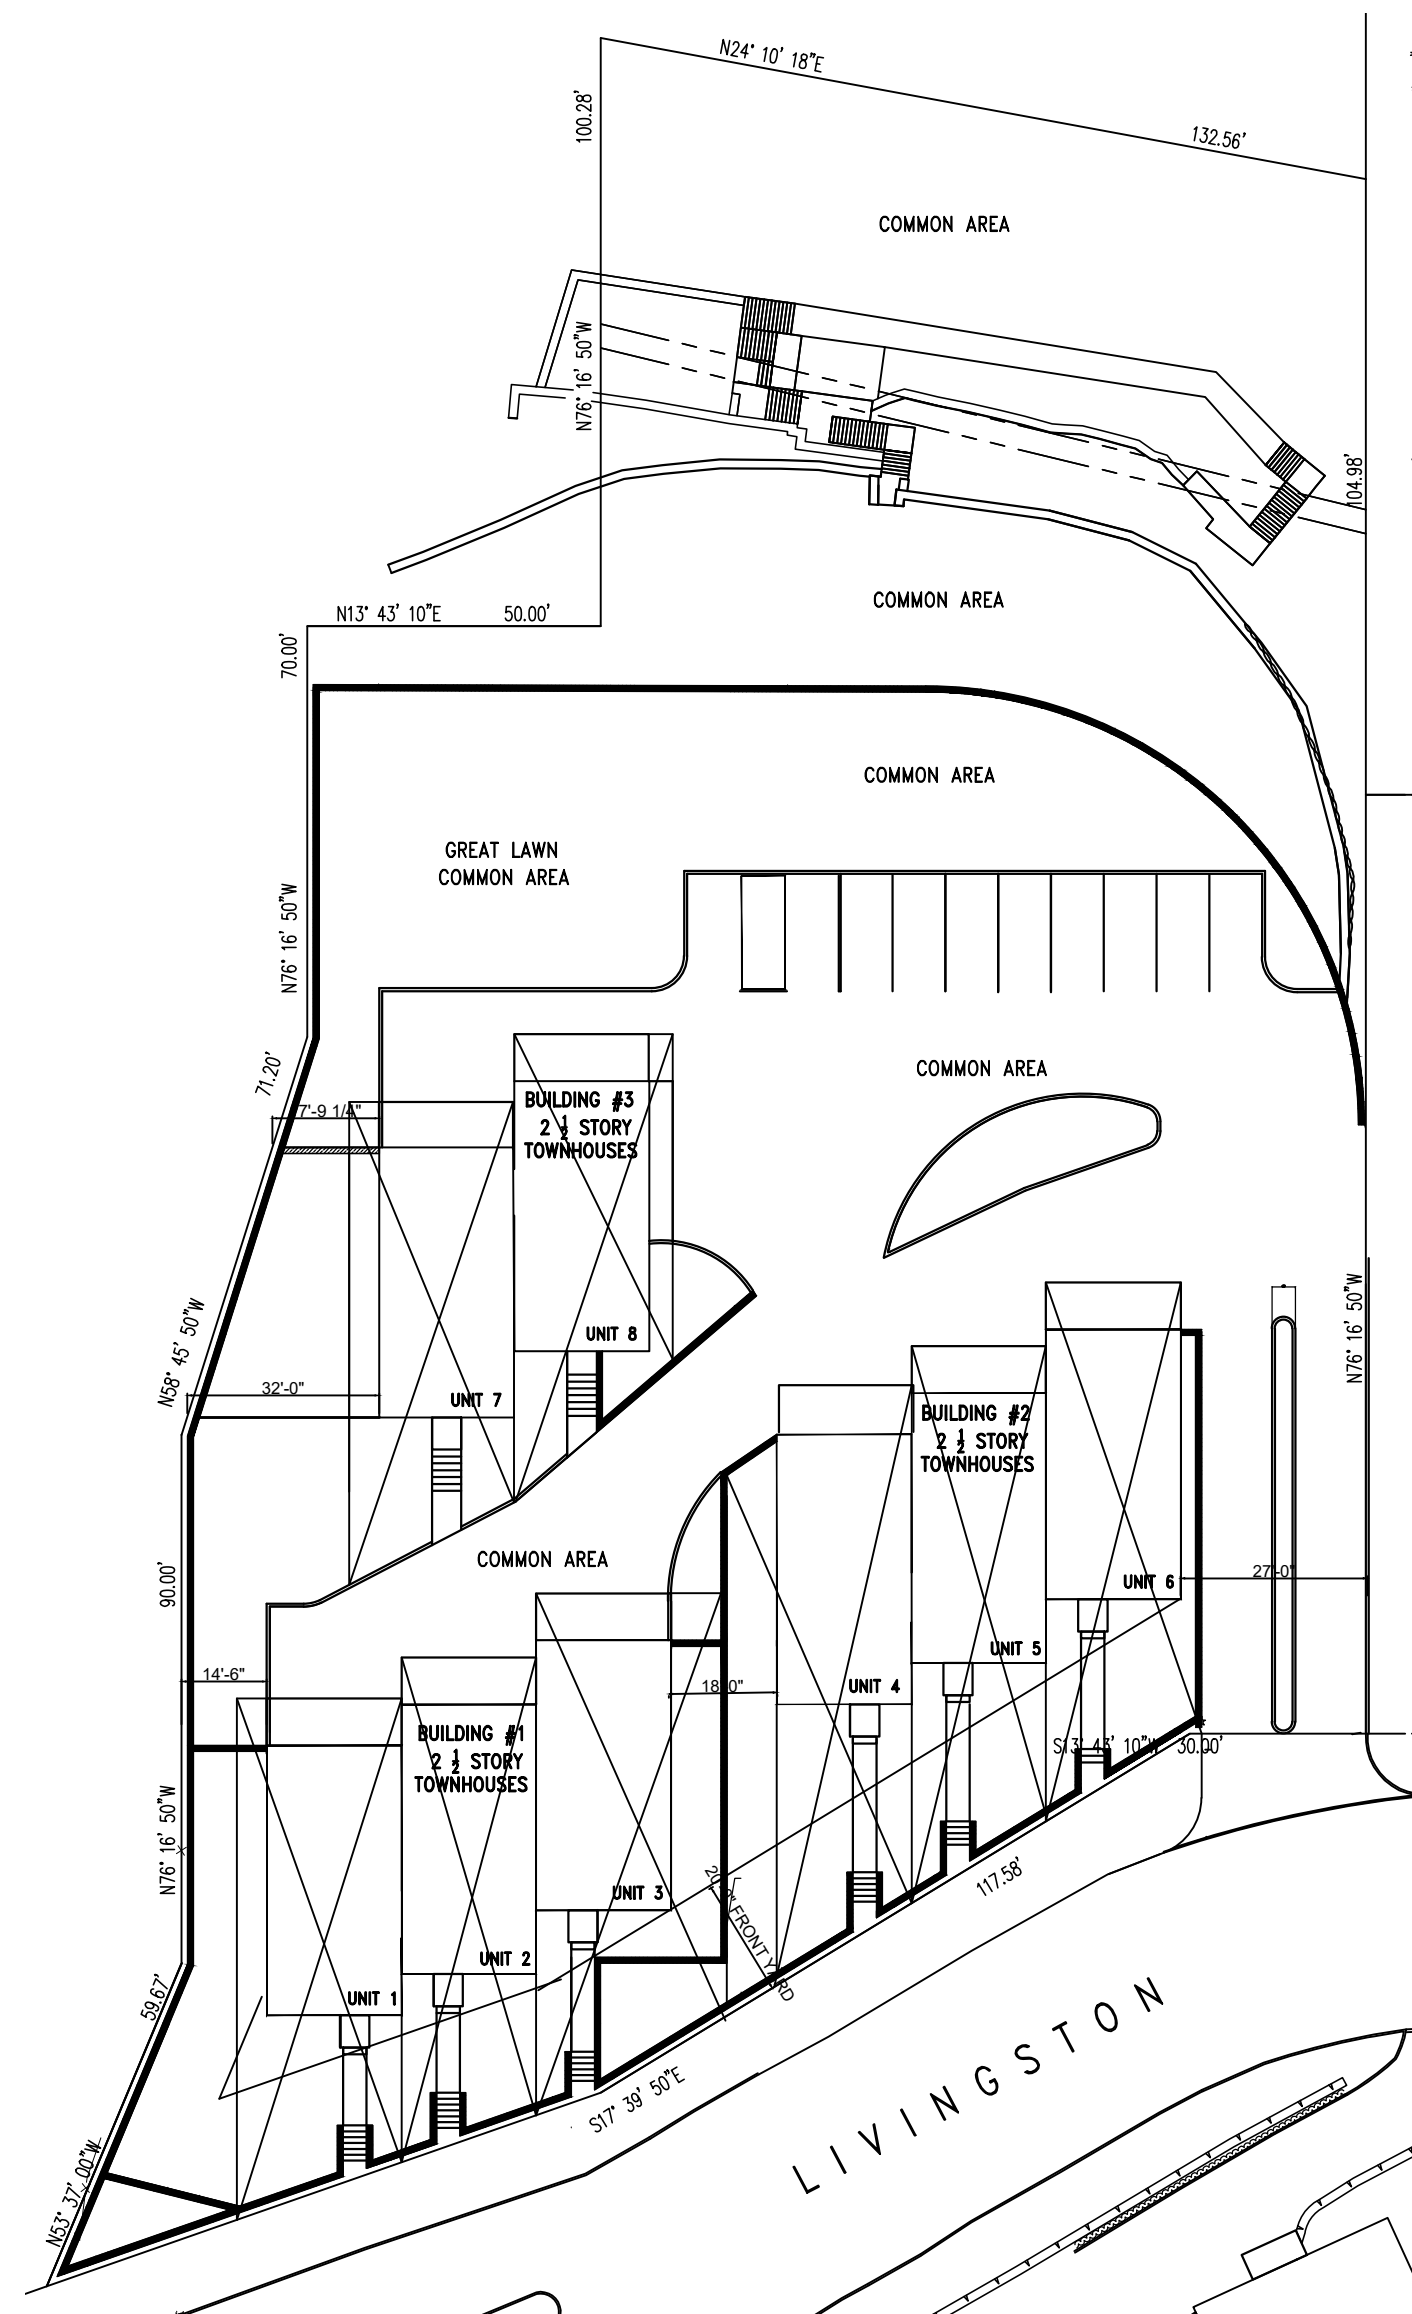 N24° 10' 18"E
132.56'
100.28'
COMMON AREA
N76° 16' 50"W
104.98'
COMMON AREA
N13° 43' 10"E 50.00'
70.00'
COMMON AREA
GREAT LAWN
COMMON AREA
N76° 16' 50"W
COMMON AREA
71.20'
7'-9 1/4"
BUILDING #3
2 1/2 STORY
TOWNHOUSES
N58° 45' 50"W
UNIT 8
N76° 16' 50"W
32'-0"
UNIT 7
BUILDING #2
2 1/2 STORY
TOWNHOUSES
COMMON AREA
90.00'
UNIT 6
27'-0"
UNIT 5
14'-6"
18'-0"
UNIT 4
BUILDING #1
2 1/2 STORY
TOWNHOUSES
S13° 43' 10"W 30.00'
N76° 16' 50"W
117.58'
UNIT 3
FRONT YARD
UNIT 2
UNIT 1
59.67'
S17° 39' 50"E
LIVINGSTON
N53° 37' 00"W